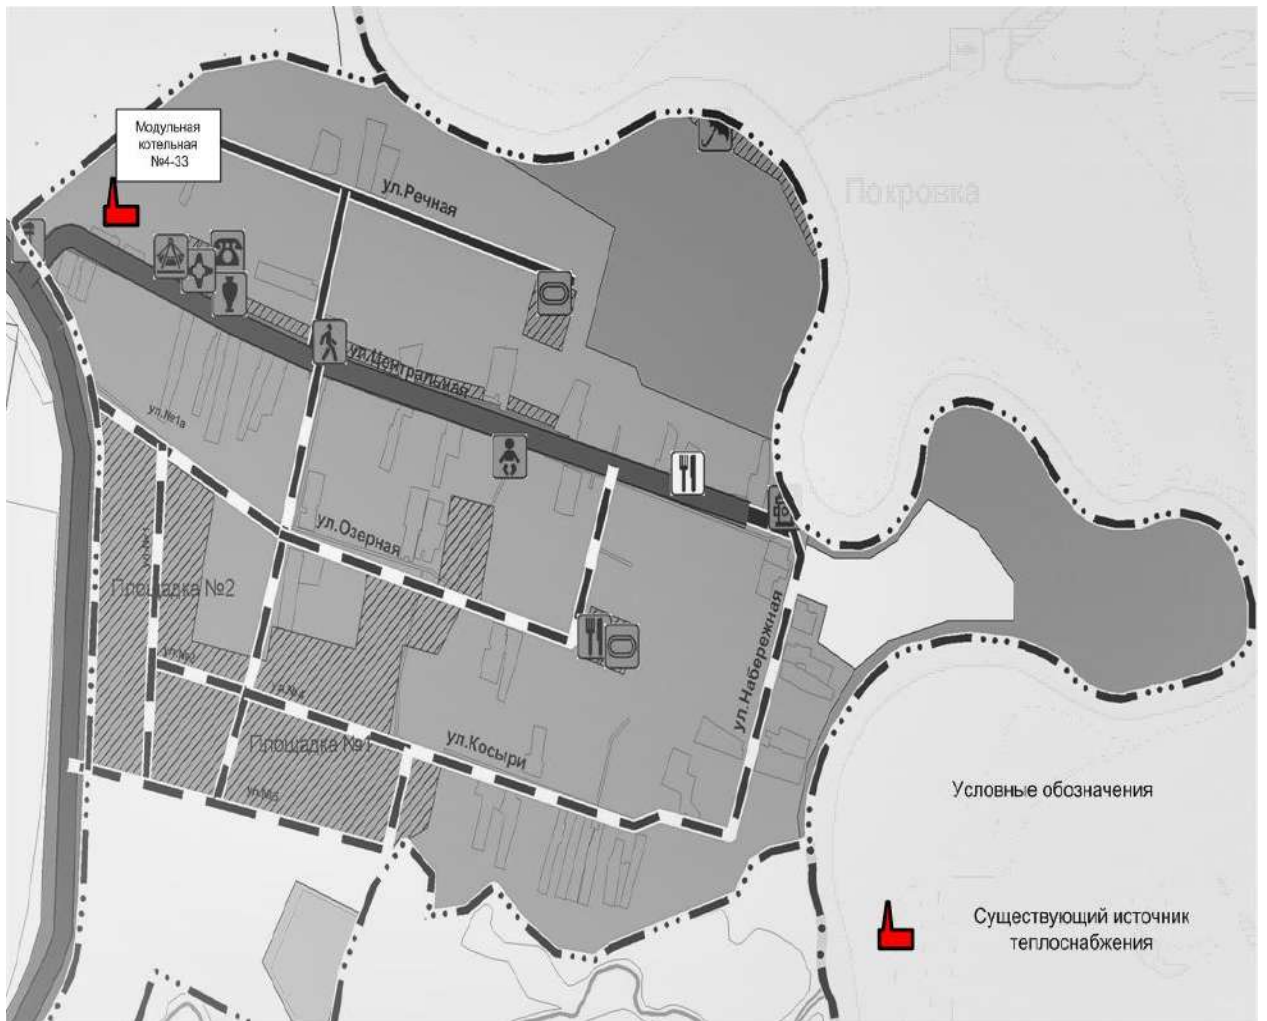 Модульная
котельная
№4-33
Покровка
ул.Речная
ул.Центральная
ул.№1а
ул.Озерная
Площадка №2
ул.Набережная
Площадка №1
ул.Косыри
Условные обозначения
Существующий источник
теплоснабжения